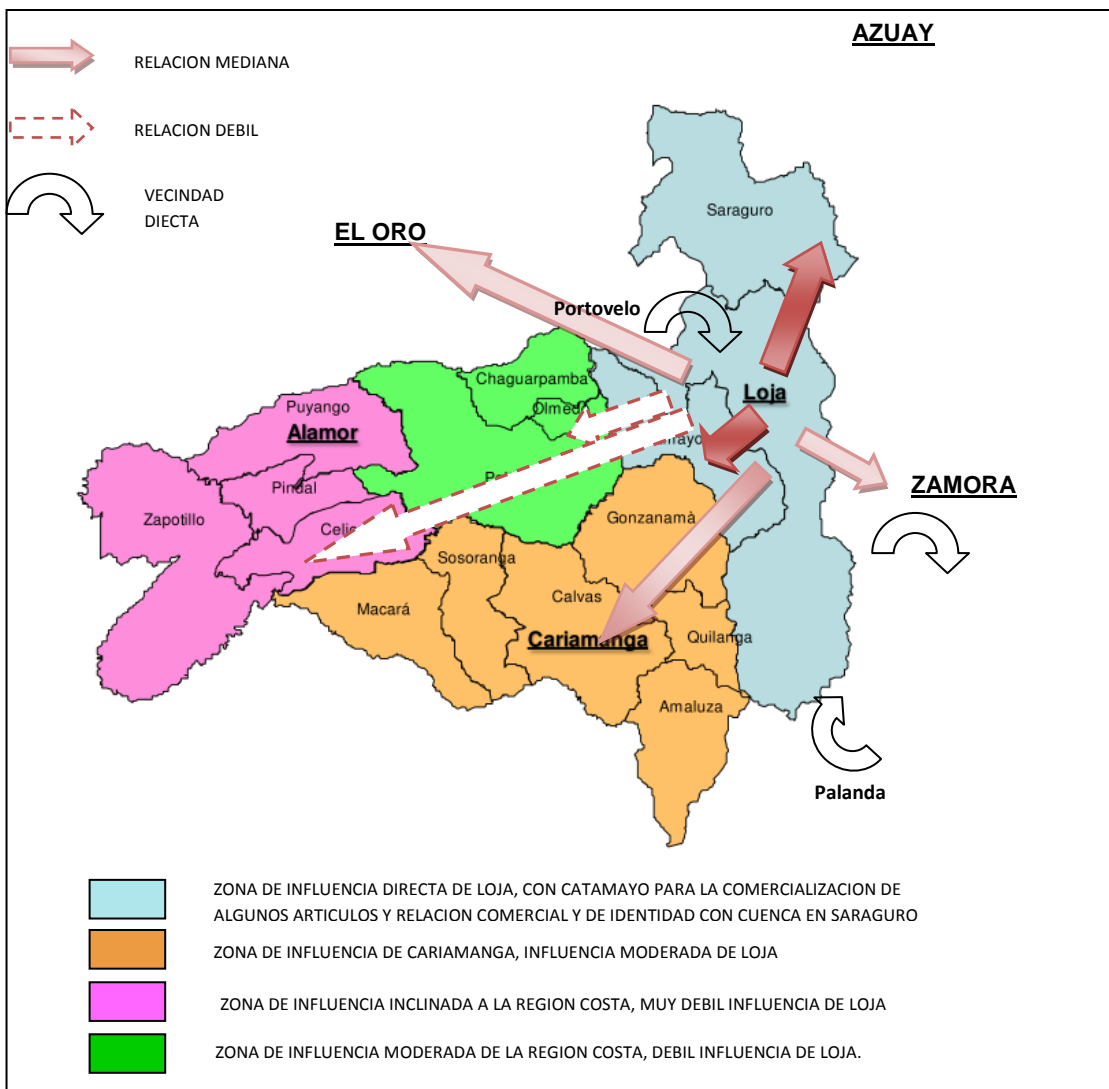 AZUAY
RELACION MEDIANA
RELACION DEBIL
VECINDAD
DIECTA
Saraguro
EL ORO
Portovelo
Chaguarpamba
Loja
Puyango
Alamor
Pindal
ZAMORA
Zapotillo
Gonzanamà
Sosoranga
Calvas
Macará
Cariamanga
Quilanga
Amaluza
Palanda
ZONA DE INFLUENCIA DIRECTA DE LOJA, CON CATAMAYO PARA LA COMERCIALIZACION DE
ALGUNOS ARTICULOS Y RELACION COMERCIAL Y DE IDENTIDAD CON CUENCA EN SARAGURO
ZONA DE INFLUENCIA DE CARIAMANGA, INFLUENCIA MODERADA DE LOJA
ZONA DE INFLUENCIA INCLINADA A LA REGION COSTA, MUY DEBIL INFLUENCIA DE LOJA
ZONA DE INFLUENCIA MODERADA DE LA REGION COSTA, DEBIL INFLUENCIA DE LOJA.